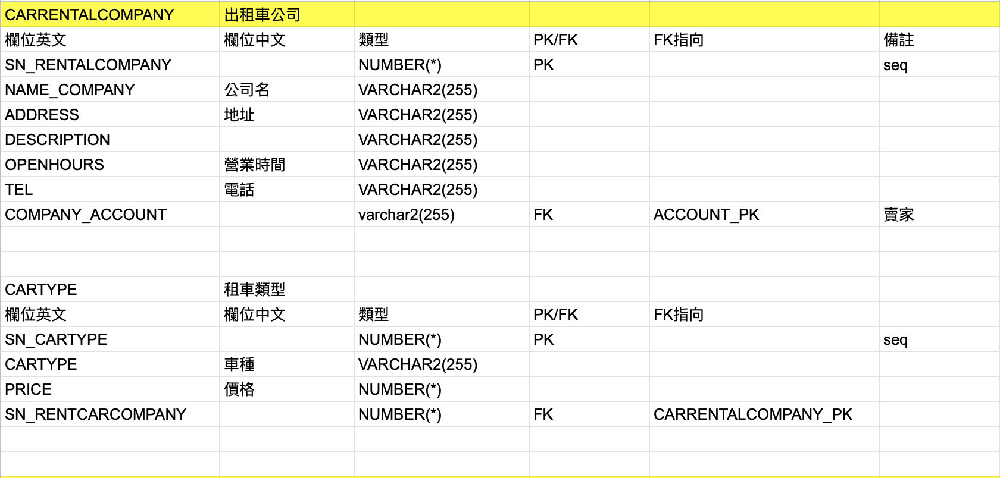 CARRENTALCOMPANY 出租車公司
欄位英文 欄位中文 類型 PK/FK FK指向 備註
SN_RENTALCOMPANY NUMBER(*) PK seq
NAME_COMPANY 公司名 VARCHAR2(255)
ADDRESS 地址 VARCHAR2(255)
DESCRIPTION VARCHAR2(255)
OPENHOURS 營業時間 VARCHAR2(255)
TEL 電話 VARCHAR2(255)
COMPANY_ACCOUNT varchar2(255) FK ACCOUNT_PK 賣家
CARTYPE 租車類型
欄位英文 欄位中文 類型 PK/FK FK指向
SN_CARTYPE NUMBER(*) PK seq
CARTYPE 車種 VARCHAR2(255)
PRICE 價格 NUMBER(*)
SN_RENTCARCOMPANY NUMBER(*) FK CARRENTALCOMPANY_PK